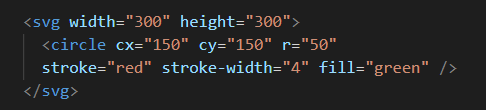 <svg width="300" height="300">
<circle cx="150" cy="150" r="50"
stroke="red" stroke-width="4" fill="green" />
</svg>